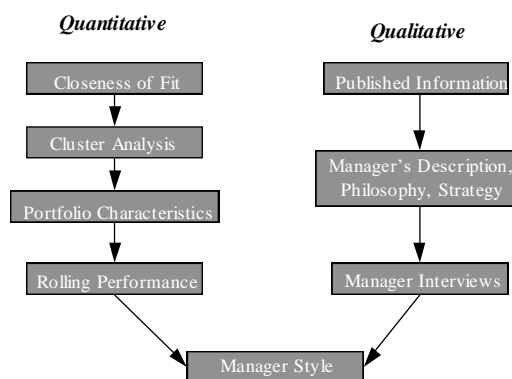 Quantitative
Qualitative
Closeness of Fit
Published Information
Cluster Analysis
Manager's Description,
Philosophy, Strategy
Portfolio Characteristics
Rolling Performance
Manager Interviews
Manager Style